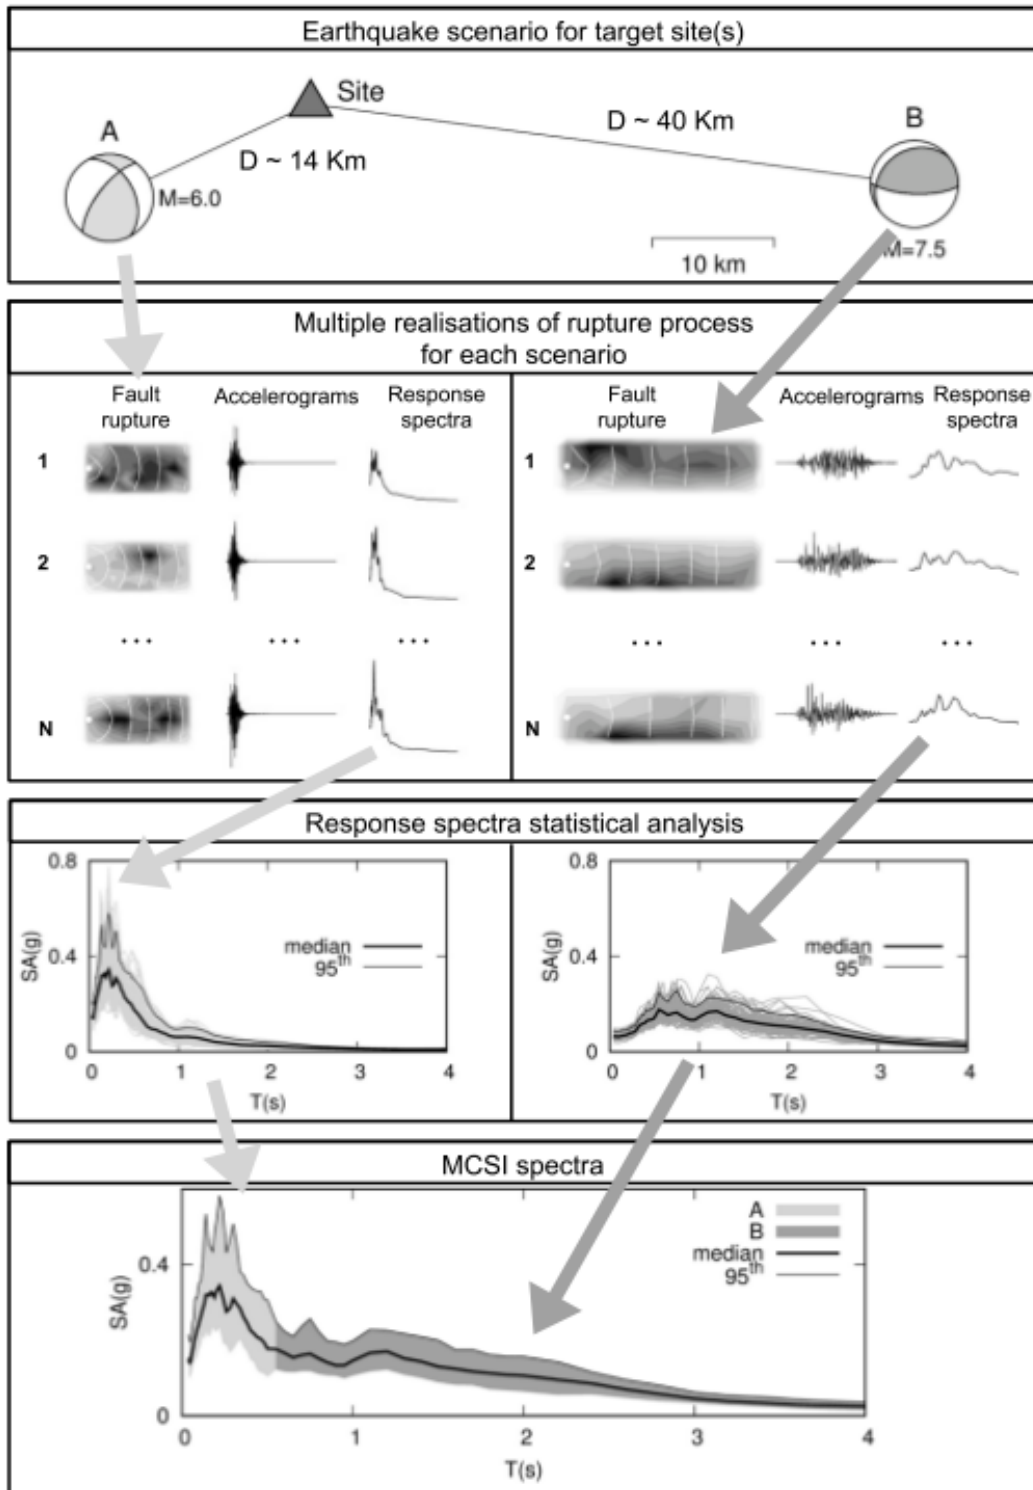 Earthquake scenario for target site(s)
Site
A
B
D ~ 14 Km
D ~ 40 Km
M=6.0
M=7.5
10 km
Multiple realisations of rupture process
for each scenario
Fault
rupture
Accelerograms
Response
spectra
Fault
rupture
Accelerograms
Response
spectra
1
1
2
2
... ... ...
... ... ...
N
N
Response spectra statistical analysis
0.8
0.4
0
SA(g)
median
95th
0 1 2 3 4
T(s)
0.8
0.4
0
SA(g)
median
95th
0 1 2 3 4
T(s)
MCSI spectra
0.4
0
SA(g)
A
B
median
95th
0 1 2 3 4
T(s)